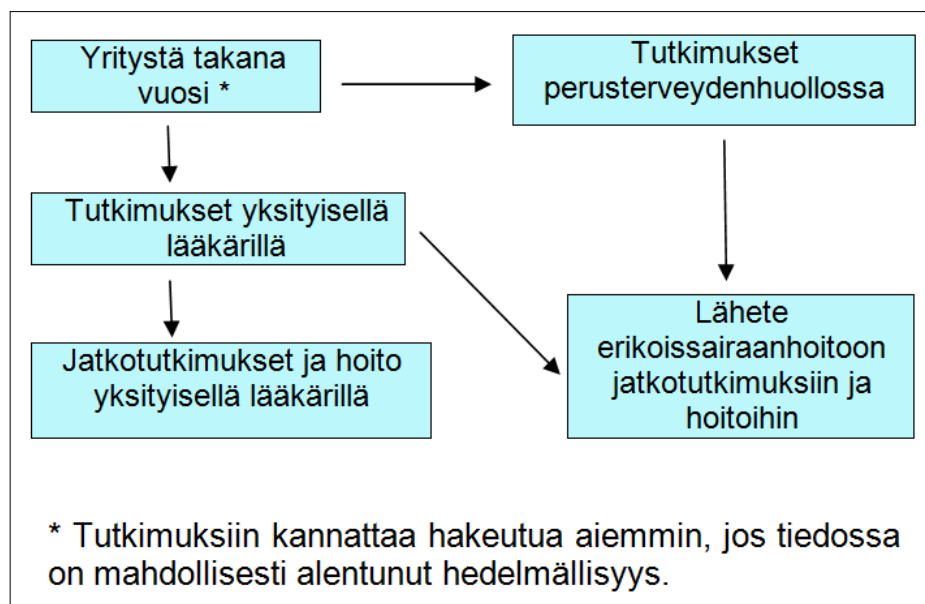 Yritystä takana
vuosi *
Tutkimukset
perusterveydenhuollossa
Tutkimukset yksityisellä
lääkärillä
Jatkotutkimukset ja hoito
yksityisellä lääkärillä
Lähete
erikoissairaanhoitoon
jatkotutkimuksiin ja
hoitoihin
* Tutkimuksiin kannattaa hakeutua aiemmin, jos tiedossa
on mahdollisesti alentunut hedelmällisyys.